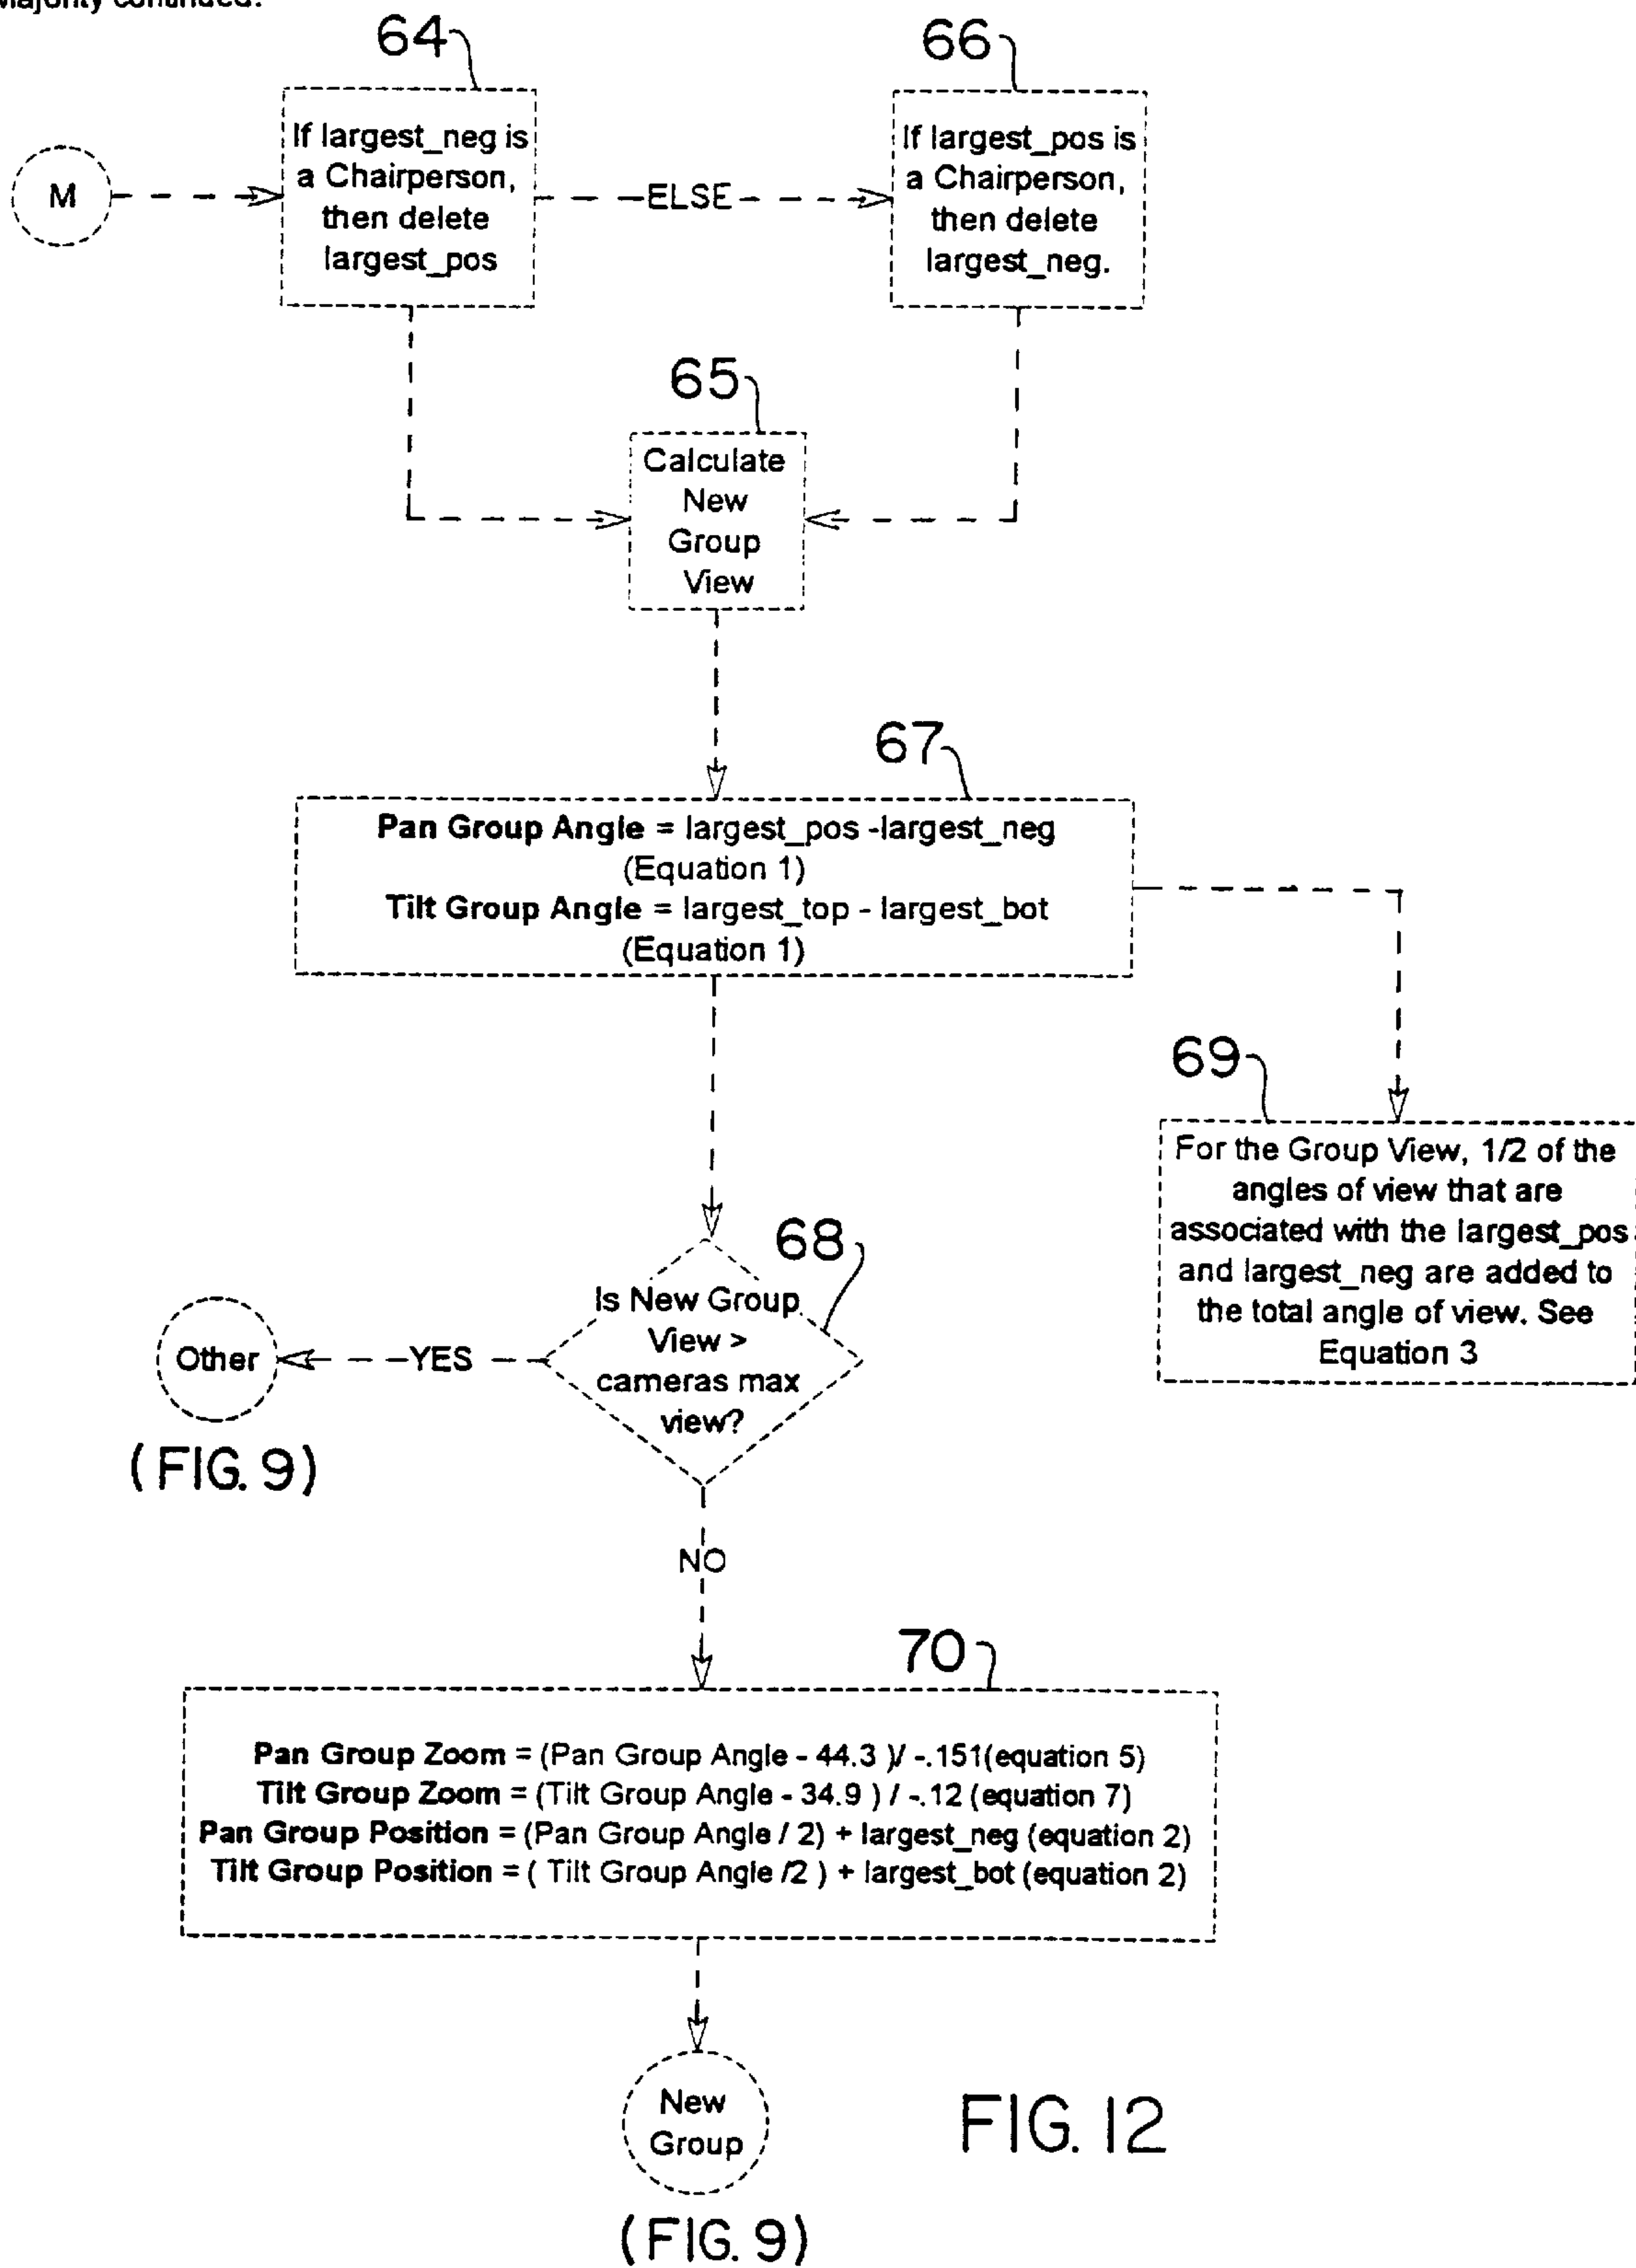 Majority continued.
64
66
M
If largest_neg is
a Chairperson,
then delete
largest_pos
ELSE
If largest_pos is
a Chairperson,
then delete
largest_neg.
65
Calculate
New
Group
View
67
Pan Group Angle = largest_pos -largest_neg
(Equation 1)
Tilt Group Angle = largest_top - largest_bot
(Equation 1)
69
For the Group View, 1/2 of the
angles of view that are
associated with the largest_pos
and largest_neg are added to
the total angle of view. See
Equation 3
68
Is New Group
View >
cameras max
view?
YES
Other
(FIG. 9)
NO
70
Pan Group Zoom = (Pan Group Angle - 44.3 )/ -.151(equation 5)
Tilt Group Zoom = (Tilt Group Angle - 34.9 ) / -.12 (equation 7)
Pan Group Position = (Pan Group Angle / 2) + largest_neg (equation 2)
Tilt Group Position = ( Tilt Group Angle /2 ) + largest_bot (equation 2)
New
Group
(FIG. 9)
FIG. 12